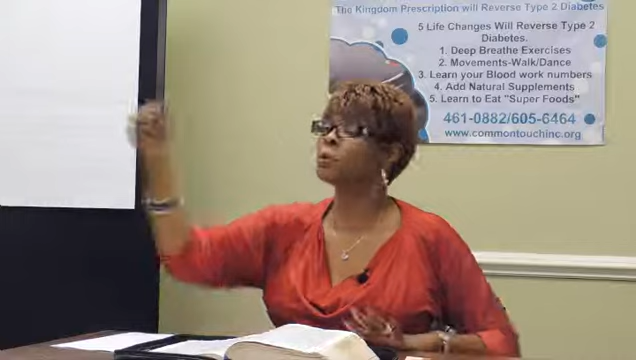 The Kingdom Prescription will Reverse Type 2 Diabetes
5 Life Changes Will Reverse Type 2
Diabetes.
1. Deep Breathe Exercises
2. Movements-Walk/Dance
3. Learn your Blood work numbers
4. Add Natural Supplements
5. Learn to Eat "Super Foods"
461-0882/605-6464
www.commontouchinc.org